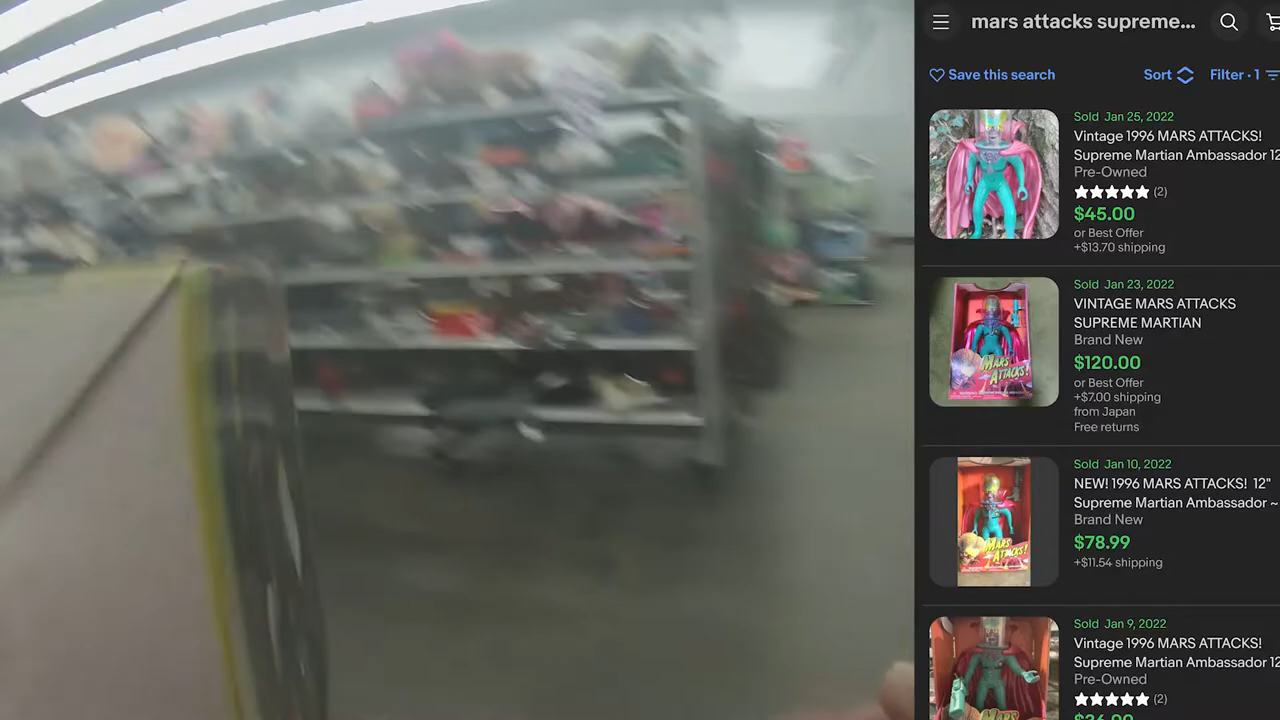 mars attacks supreme...
Save this search
Sort
Filter · 1
Sold Jan 25, 2022
Vintage 1996 MARS ATTACKS!
Supreme Martian Ambassador 12
Pre-Owned
(2)
$45.00
or Best Offer
+$13.70 shipping
Sold Jan 23, 2022
VINTAGE MARS ATTACKS
SUPREME MARTIAN
Brand New
$120.00
or Best Offer
+$7.00 shipping
from Japan
Free returns
MARS
ATTACKS!
Sold Jan 10, 2022
NEW! 1996 MARS ATTACKS! 12"
Supreme Martian Ambassador ~
Brand New
$78.99
+$11.54 shipping
MARS
ATTACKS!
Sold Jan 9, 2022
Vintage 1996 MARS ATTACKS!
Supreme Martian Ambassador 12
Pre-Owned
(2)